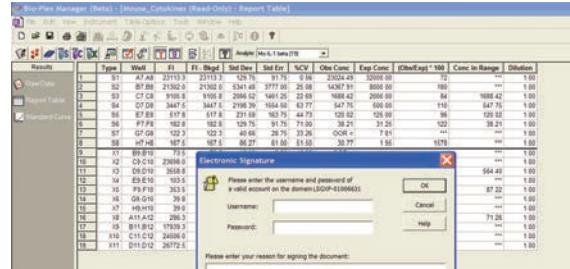 Bio-Plex Manager (Beta) - [Mouse_Cytokines (Read-Only) - Report Table]
File Edit View Instrument Table Options Tools Window Help
Analyte Mo IL-1 beta (19)
Results Type Well FI FI - Bkgd Std Dev Std Err %CV Obs Conc Exp Conc (Obs/Exp) * 100 Conc in Range Dilution
1 S1 A7,A8 23113.3 23113.3 129.75 91.75 0.56 23024.49 32000.00 72 *** 1.00
Raw Data
2 S2 B7,B8 21302.0 21302.0 5341.48 3777.00 25.08 14367.91 8000.00 180 *** 1.00
3 S3 C7,C8 9105.8 9105.8 22.69 1688.42 2000.00 84 1688.42 1.00
Report Table
4 S4 D7,D8 3447.5 3447.5 547.75 500.00 110 547.75 1.00
5 S5 E7,E8 517.8 517.8 231.58 163.75 44.73 120.02 125.00 96 120.02 1.00
Standard Curve
6 S6 F7,F8 182.8 182.8 129.75 91.75 71.00 38.21 31.25 122 38.21 1.00
7 S7 G7,G8 122.3 122.3 40.66 28.75 33.26 OOR < 7.81 *** *** 1.00
8 S8 H7,H8 167.5 167.5 86.27 61.00 51.50 30.77 1.95 1578 *** 1.00
9 X1 B9,B10 73.5 *** 1.00
10 X2 C9,C10 23698.0 *** 1.00
11 X3 D9,D10 3558.8 564.40 1.00
12 X4 E9,E10 103.5 *** 1.00
13 X5 F9,F10 353.5 87.22 1.00
14 X6 G9,G10 39.8 *** 1.00
15 X7 H9,H10 39.0 *** 1.00
16 X8 A11,A12 286.3 71.26 1.00
17 X9 B11,B12 17939.3 *** 1.00
18 X10 C11,C12 24506.0 *** 1.00
19 X11 D11,D12 26772.5 *** 1.00
Electronic Signature
Please enter the username and password of
a valid account on the domain LSGXP-01006631
OK
Username:
Cancel
Password:
Help
Please enter your reason for signing the document: